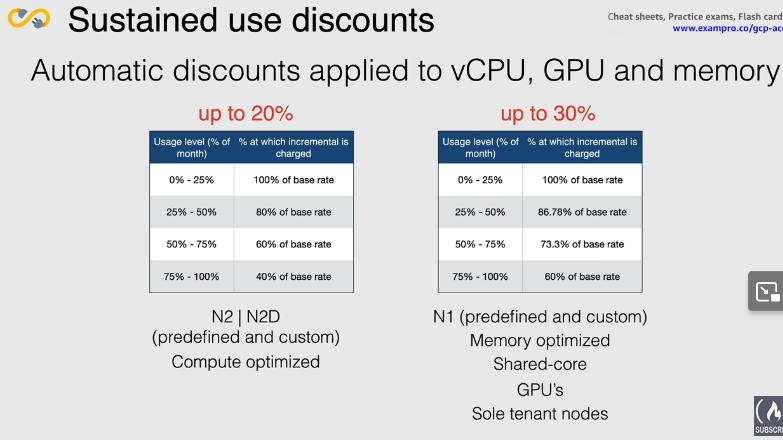 Sustained use discounts
Cheat sheets, Practice exams, Flash card
www.exampro.co/gcp-ac
Automatic discounts applied to vCPU, GPU and memory
up to 20%
Usage level (% of % at which incremental is
month) charged
0% - 25% 100% of base rate
25% - 50% 80% of base rate
50% - 75% 60% of base rate
75% - 100% 40% of base rate
N2 | N2D
(predefined and custom)
Compute optimized
up to 30%
Usage level (% of % at which incremental is
month) charged
0% - 25% 100% of base rate
25% - 50% 86.78% of base rate
50% - 75% 73.3% of base rate
75% - 100% 60% of base rate
N1 (predefined and custom)
Memory optimized
Shared-core
GPU's
Sole tenant nodes
SUBSCRI